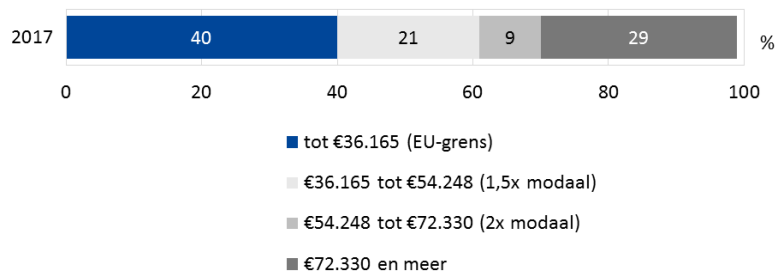 2017 40 21 9 29 %
0 20 40 60 80 100
tot €36.165 (EU-grens)
€36.165 tot €54.248 (1,5x modaal)
€54.248 tot €72.330 (2x modaal)
€72.330 en meer